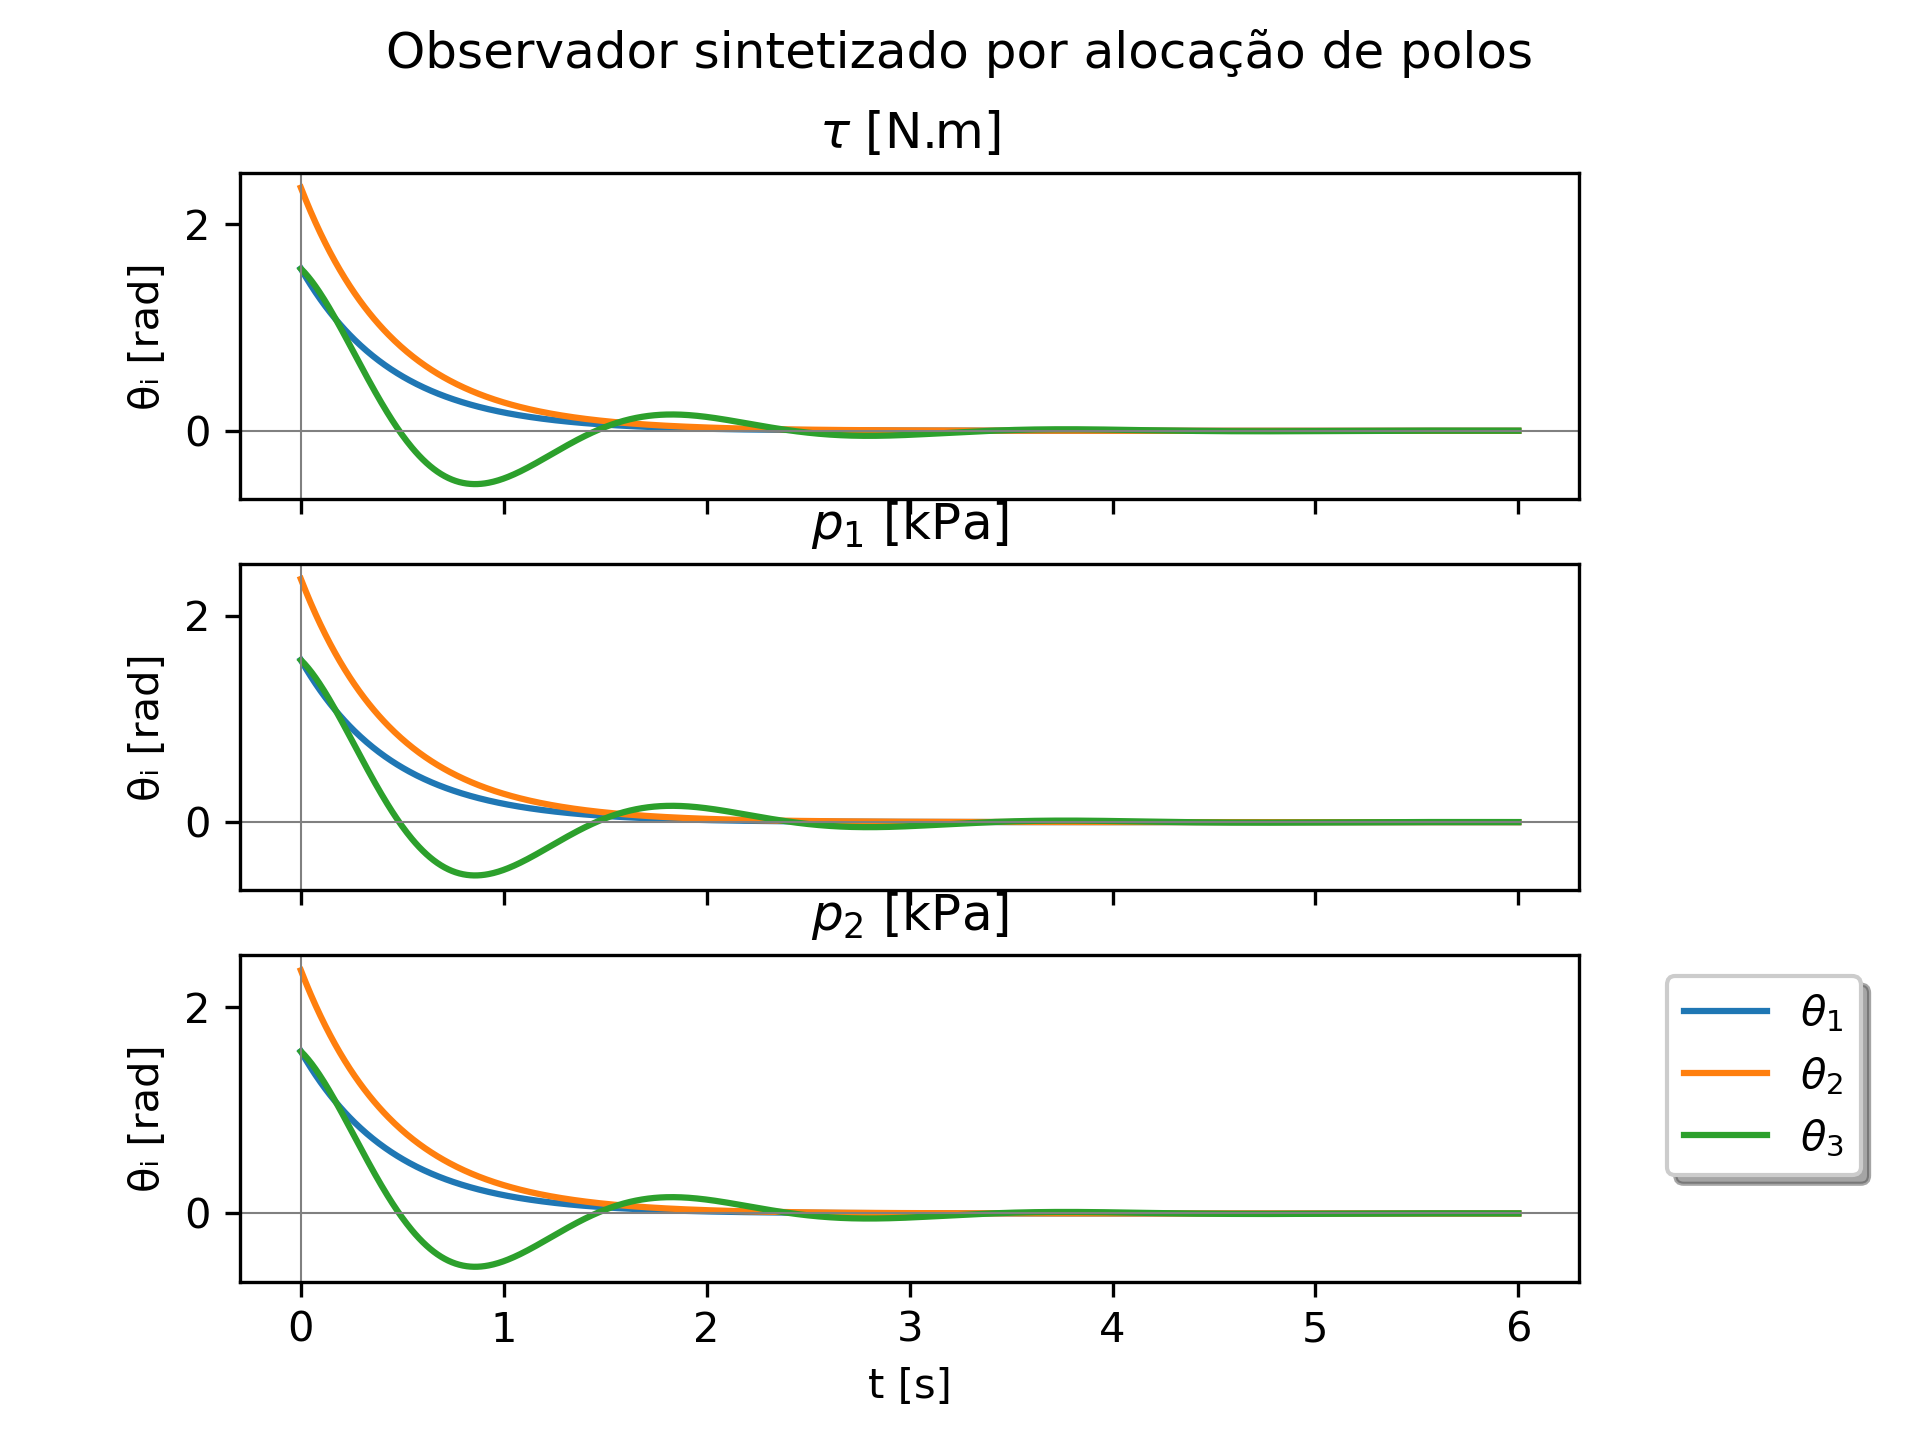 Observador sintetizado por alocação de polos
τ [N.m]
2
0
θᵢ [rad]
p₁ [kPa]
2
0
θᵢ [rad]
p₂ [kPa]
2
0
θᵢ [rad]
θ₁
θ₂
θ₃
0 1 2 3 4 5 6
t [s]